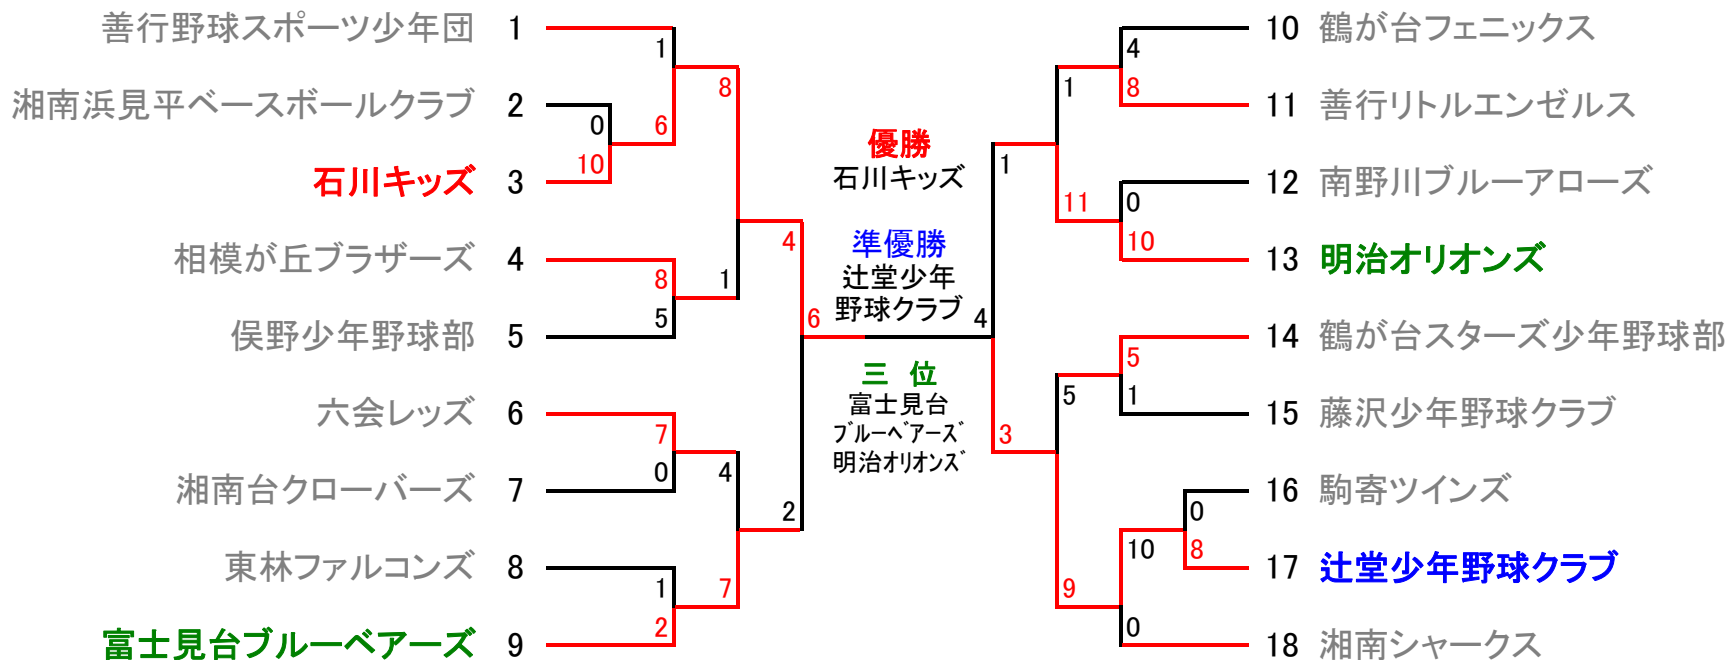 善行野球スポーツ少年団 1
1
8
湘南浜見平ベースボールクラブ 2
0
6
10
石川キッズ 3
相模が丘ブラザーズ 4
8
4
1
5
俣野少年野球部 5
6
六会レッズ 6
7
0
4
湘南台クローバーズ 7
2
東林ファルコンズ 8
1
7
2
富士見台ブルーベアーズ 9
優勝
石川キッズ
準優勝
辻堂少年
野球クラブ
三 位
富士見台
ブルーベアーズ
明治オリオンズ
10 鶴が台フェニックス
4
1
8
11 善行リトルエンゼルス
1
12 南野川ブルーアローズ
11
0
10
13 明治オリオンズ
4
14 鶴が台スターズ少年野球部
5
5
1
15 藤沢少年野球クラブ
3
16 駒寄ツインズ
0
10
8
17 辻堂少年野球クラブ
9
0
18 湘南シャークス